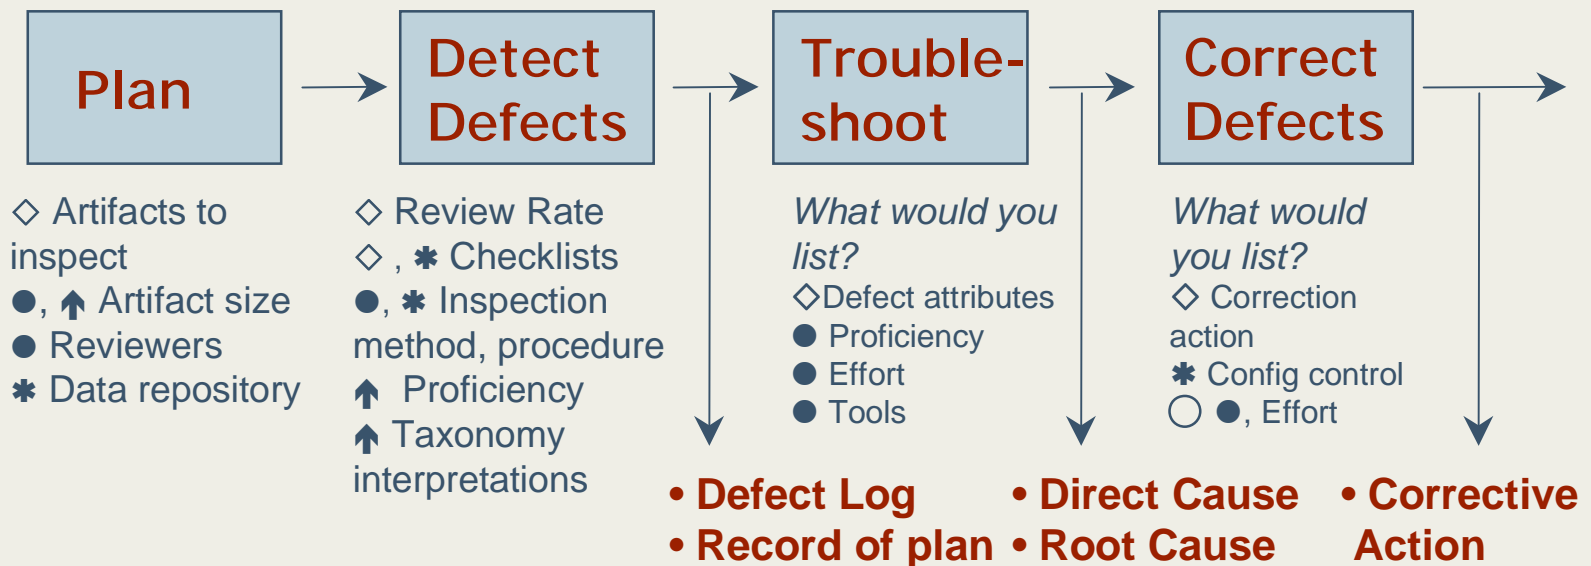 Plan
Detect
Defects
Trouble-
shoot
Correct
Defects
◇ Artifacts to
inspect
●, ↑ Artifact size
● Reviewers
✱ Data repository
◇ Review Rate
◇ , ✱ Checklists
●, ✱ Inspection
method, procedure
↑ Proficiency
↑ Taxonomy
interpretations
What would you
list?
◇Defect attributes
● Proficiency
● Effort
● Tools
What would
you list?
◇ Correction
action
✱ Config control
○ ●, Effort
• Defect Log
• Record of plan
• Direct Cause
• Root Cause
• Corrective
Action